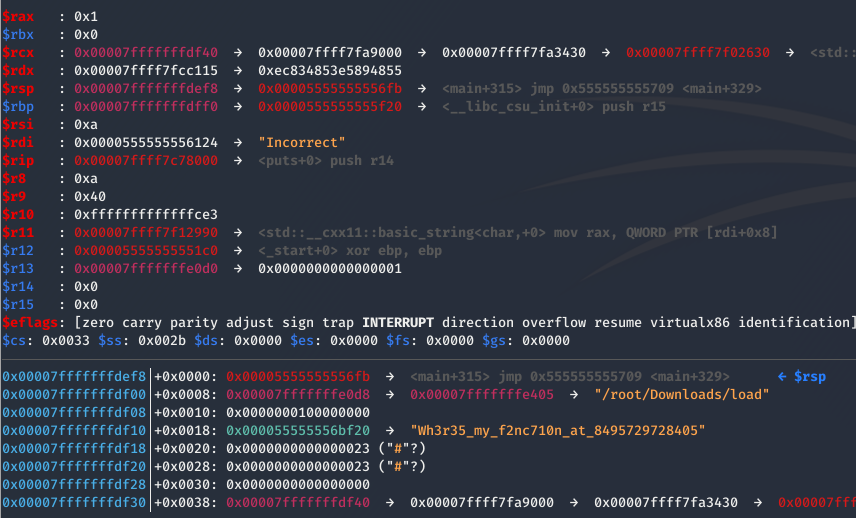 $rax   : 0x1
$rbx   : 0x0
$rcx   : 0x00007fffffffdf40  →  0x00007ffff7fa9000  →  0x00007ffff7fa3430  →  0x00007ffff7f02630  →  <std::
$rdx   : 0x00007ffff7fcc115  →  0xec834853e5894855
$rsp   : 0x00007fffffffdef8  →  0x00005555555556fb  →  <main+315> jmp 0x555555555709 <main+329>
$rbp   : 0x00007fffffffdff0  →  0x0000555555555f20  →  <__libc_csu_init+0> push r15
$rsi   : 0xa
$rdi   : 0x0000555555556124  →  "Incorrect"
$rip   : 0x00007ffff7c78000  →  <puts+0> push r14
$r8    : 0xa
$r9    : 0x40
$r10   : 0xfffffffffffffce3
$r11   : 0x00007ffff7f12990  →  <std::__cxx11::basic_string<char,+0> mov rax, QWORD PTR [rdi+0x8]
$r12   : 0x00005555555551c0  →  <_start+0> xor ebp, ebp
$r13   : 0x00007fffffffe0d0  →  0x0000000000000001
$r14   : 0x0
$r15   : 0x0
$eflags: [zero carry parity adjust sign trap INTERRUPT direction overflow resume virtualx86 identification]
$cs: 0x0033 $ss: 0x002b $ds: 0x0000 $es: 0x0000 $fs: 0x0000 $gs: 0x0000
0x00007fffffffdef8│+0x0000: 0x00005555555556fb  →  <main+315> jmp 0x555555555709 <main+329>	 ← $rsp
0x00007fffffffdf00│+0x0008: 0x00007fffffffe0d8  →  0x00007fffffffe405  →  "/root/Downloads/load"
0x00007fffffffdf08│+0x0010: 0x0000000100000000
0x00007fffffffdf10│+0x0018: 0x000055555556bf20  →  "Wh3r35_my_f2nc710n_at_8495729728405"
0x00007fffffffdf18│+0x0020: 0x0000000000000023 ("#"?)
0x00007fffffffdf20│+0x0028: 0x0000000000000023 ("#"?)
0x00007fffffffdf28│+0x0030: 0x0000000000000000
0x00007fffffffdf30│+0x0038: 0x00007fffffffdf40  →  0x00007ffff7fa9000  →  0x00007ffff7fa3430  →  0x00007fff